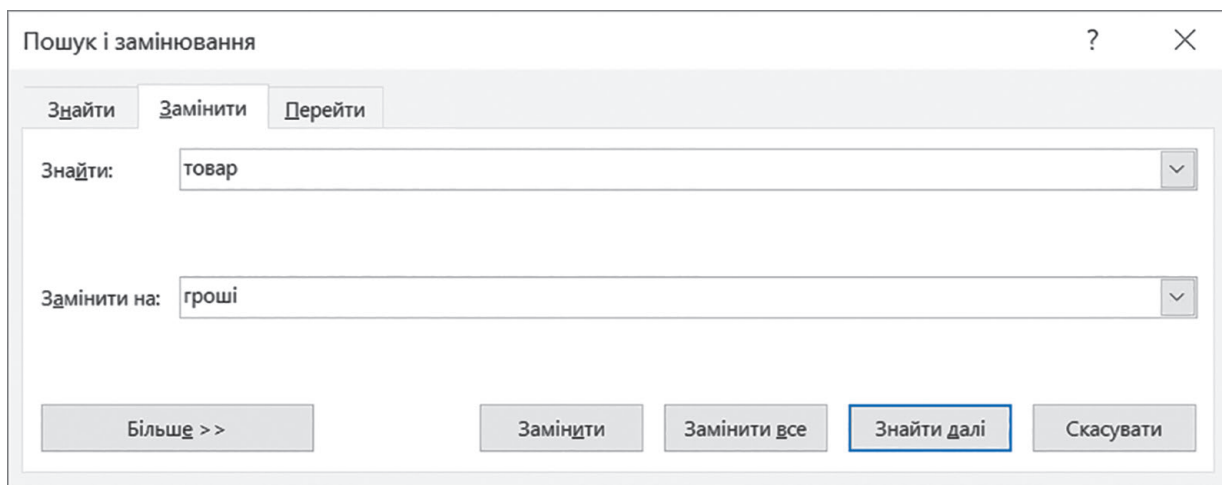 Пошук і замінювання ?
Знайти Замінити Перейти
Знайти: товар
Замінити на: гроші
Більше >> Замінити Замінити все Знайти далі Скасувати